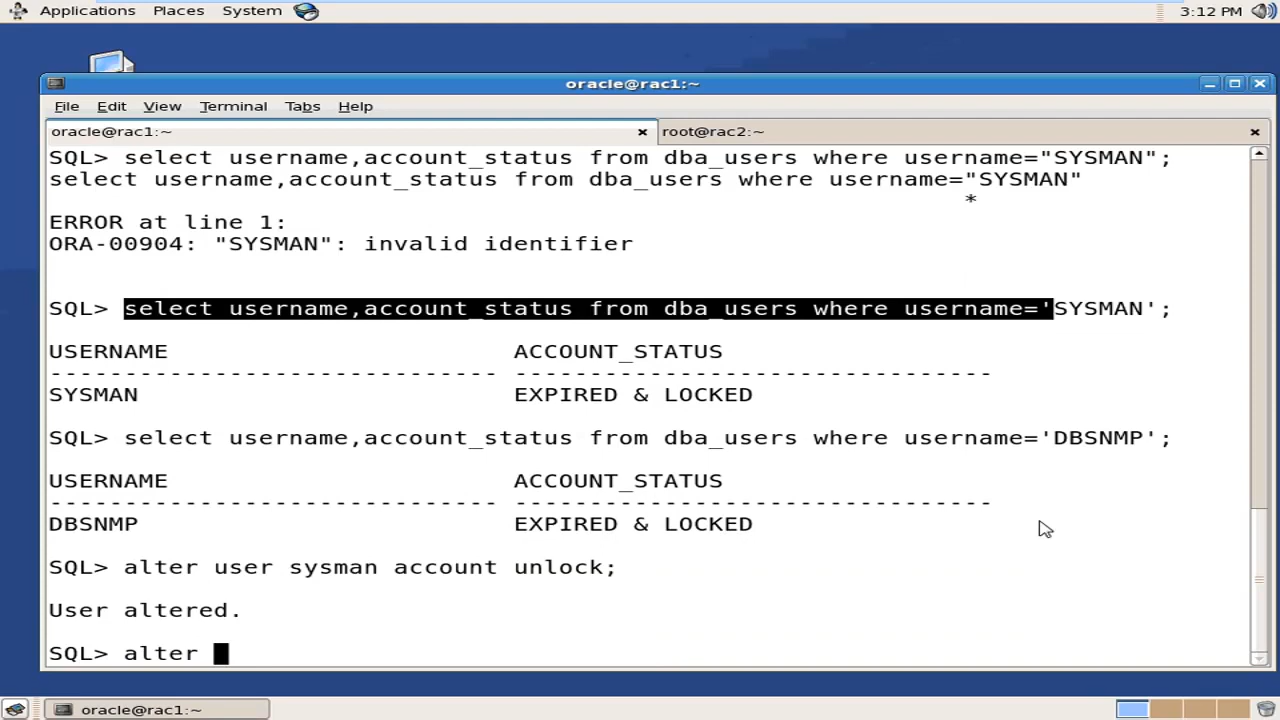 Applications Places System 3:12 PM
oracle@rac1:~
File Edit View Terminal Tabs Help
oracle@rac1:~ root@rac2:~
SQL> select username,account_status from dba_users where username="SYSMAN";
select username,account_status from dba_users where username="SYSMAN"
*
ERROR at line 1:
ORA-00904: "SYSMAN": invalid identifier
SQL> select username,account_status from dba_users where username='SYSMAN';
USERNAME ACCOUNT_STATUS
------------------------------ --------------------------------
SYSMAN EXPIRED & LOCKED
SQL> select username,account_status from dba_users where username='DBSNMP';
USERNAME ACCOUNT_STATUS
------------------------------ --------------------------------
DBSNMP EXPIRED & LOCKED
SQL> alter user sysman account unlock;
User altered.
SQL> alter
oracle@rac1:~